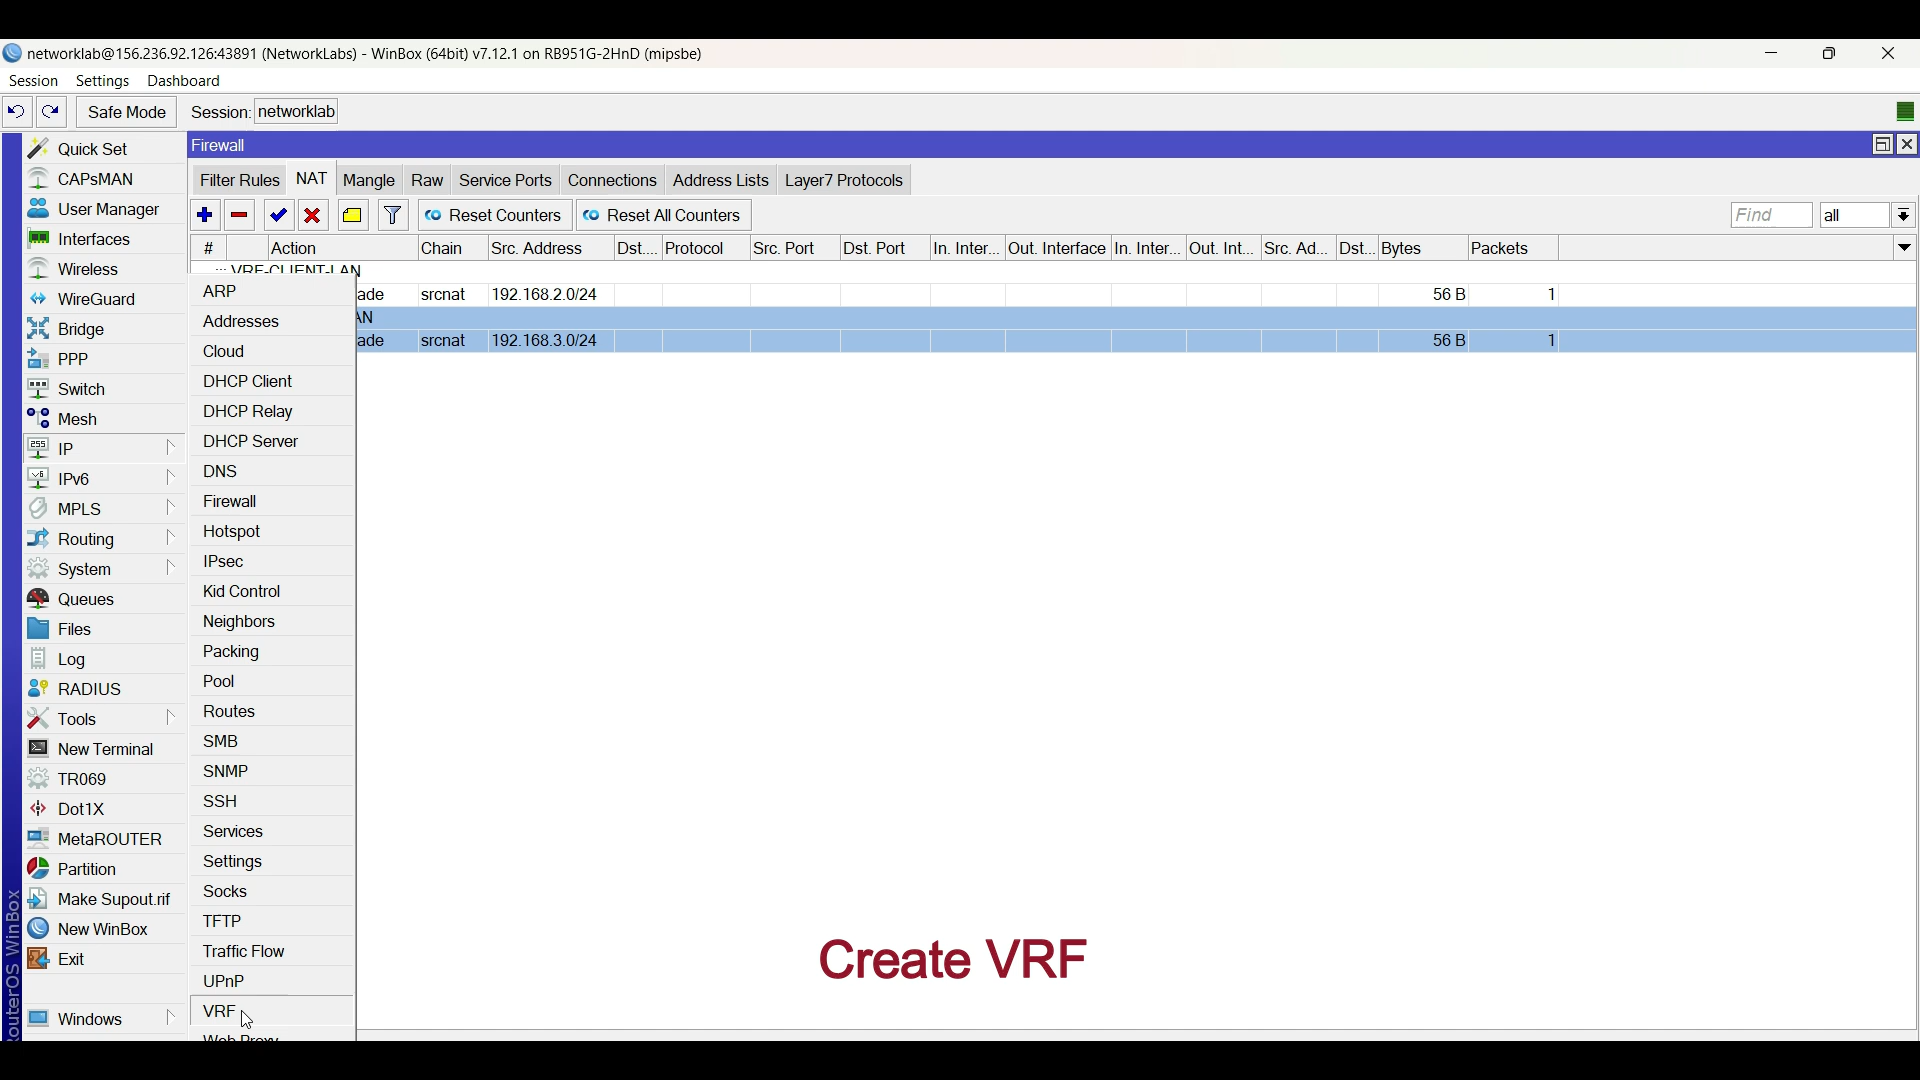 networklab@156.236.92.126:43891 (NetworkLabs) - WinBox (64bit) v7.12.1 on RB951G-2HnD (mipsbe)
Session Settings Dashboard
Safe Mode Session: networklab
Firewall
Filter Rules NAT Mangle Raw Service Ports Connections Address Lists Layer7 Protocols
Reset Counters Reset All Counters Find all
# Action Chain Src. Address Dst.... Protocol Src. Port Dst. Port In. Inter... Out. Interface In. Inter... Out. Int... Src. Ad... Dst... Bytes Packets
::: VRF-CLIENT-LAN
ade srcnat 192.168.2.0/24 56 B 1
AN
ade srcnat 192.168.3.0/24 56 B 1
Quick Set
CAPsMAN
User Manager
Interfaces
Wireless
WireGuard
Bridge
PPP
Switch
Mesh
IP
IPv6
MPLS
Routing
System
Queues
Files
Log
RADIUS
Tools
New Terminal
TR069
Dot1X
MetaROUTER
Partition
Make Supout.rif
New WinBox
Exit
Windows
RouterOS WinBox
ARP
Addresses
Cloud
DHCP Client
DHCP Relay
DHCP Server
DNS
Firewall
Hotspot
IPsec
Kid Control
Neighbors
Packing
Pool
Routes
SMB
SNMP
SSH
Services
Settings
Socks
TFTP
Traffic Flow
UPnP
VRF
Web Proxy
Create VRF